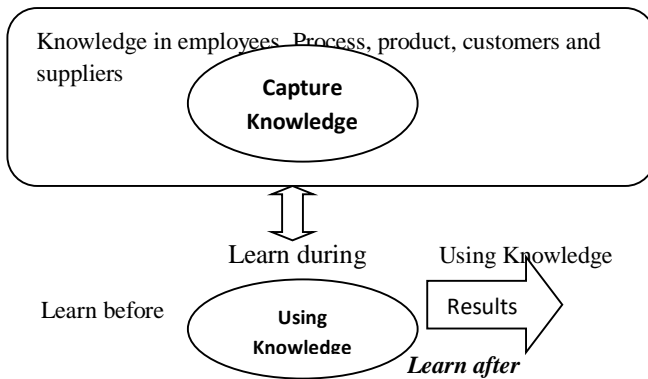 Knowledge in employees, Process, product, customers and
suppliers
Capture
Knowledge
Learn during
Using Knowledge
Learn before
Using
Knowledge
Results
Learn after